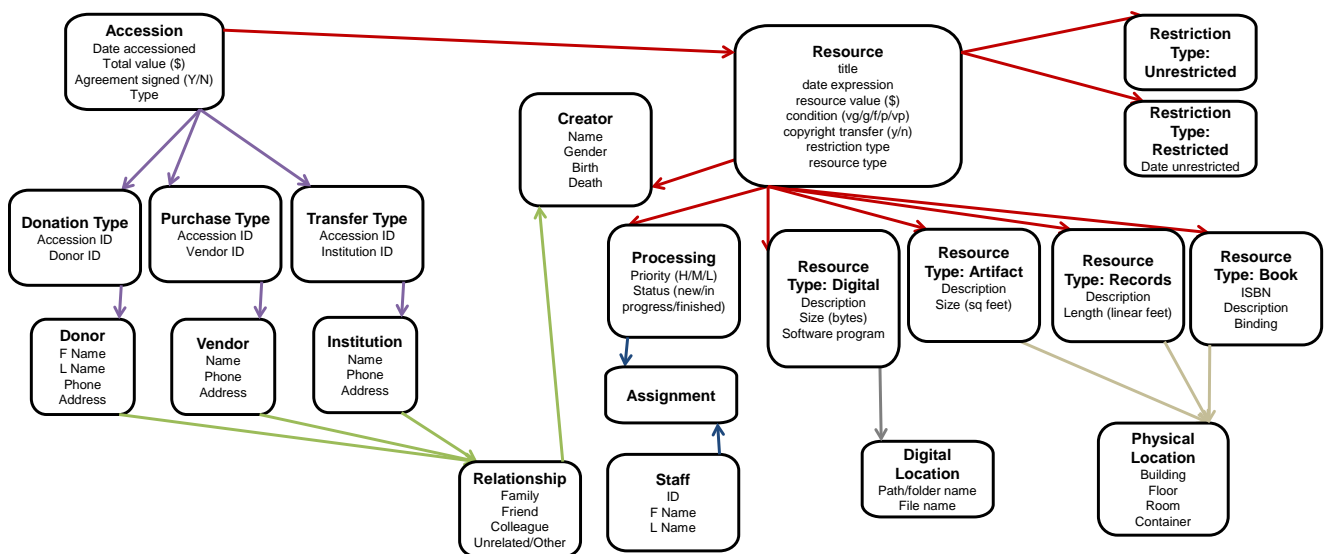 Accession
Date accessioned
Total value ($)
Agreement signed (Y/N)
Type
Resource
title
date expression
resource value ($)
condition (vg/g/f/p/vp)
copyright transfer (y/n)
restriction type
resource type
Restriction
Type:
Unrestricted
Restriction
Type:
Restricted
Date unrestricted
Creator
Name
Gender
Birth
Death
Donation Type
Accession ID
Donor ID
Purchase Type
Accession ID
Vendor ID
Transfer Type
Accession ID
Institution ID
Processing
Priority (H/M/L)
Status (new/in
progress/finished)
Resource
Type: Digital
Description
Size (bytes)
Software program
Resource
Type: Artifact
Description
Size (sq feet)
Resource
Type: Records
Description
Length (linear feet)
Resource
Type: Book
ISBN
Description
Binding
Donor
F Name
L Name
Phone
Address
Vendor
Name
Phone
Address
Institution
Name
Phone
Address
Assignment
Relationship
Family
Friend
Colleague
Unrelated/Other
Staff
ID
F Name
L Name
Digital
Location
Path/folder name
File name
Physical
Location
Building
Floor
Room
Container